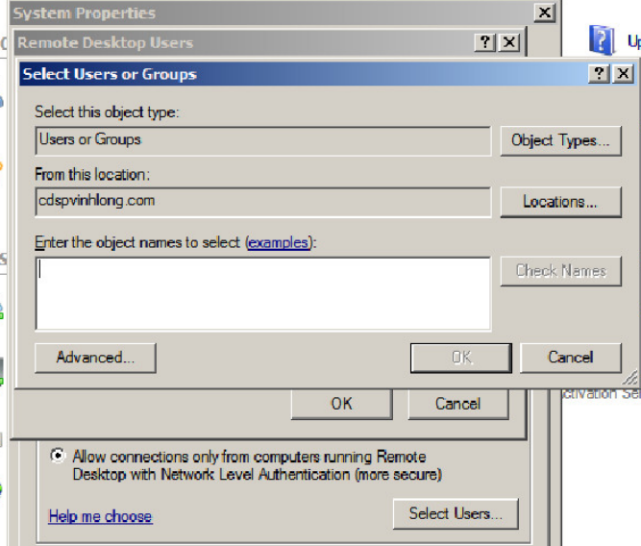 System Properties
Remote Desktop Users
Select Users or Groups
Select this object type:
Users or Groups
Object Types...
From this location:
cdspvinhlong.com
Locations...
Enter the object names to select (examples):
Check Names
Advanced...
OK
Cancel
OK
Cancel
Allow connections only from computers running Remote
Desktop with Network Level Authentication (more secure)
Help me choose
Select Users...